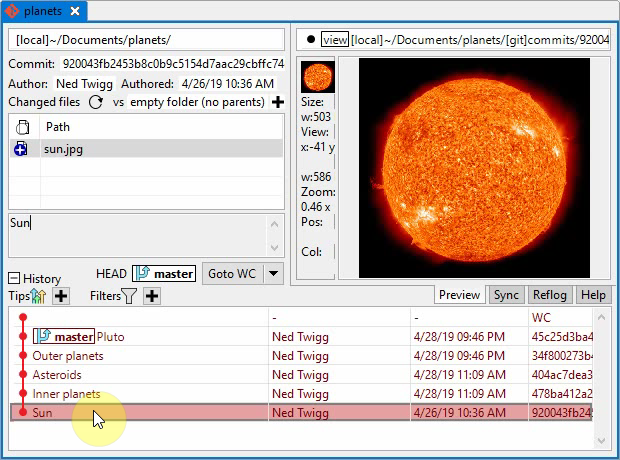 planets
[local]~/Documents/planets/
view [local]~/Documents/planets/[git]commits/92004
Commit: 920043fb2453b8c0b9c5154d7aac29cbffc74
Author: Ned Twigg Authored: 4/26/19 10:36 AM
Changed files vs empty folder (no parents)
Path
sun.jpg
Sun
Size:
w:503
View:
x:-41 y
w:586
Zoom:
0.46 x
Pos:
Col:
HEAD master Goto WC
History
Tips Filters
Preview Sync Reflog Help
- - WC
master Pluto Ned Twigg 4/28/19 09:46 PM 45c25d3ba4
Outer planets Ned Twigg 4/28/19 09:46 PM 34f800273b4
Asteroids Ned Twigg 4/28/19 11:09 AM 404ac7dea3
Inner planets Ned Twigg 4/28/19 11:09 AM 478ba412a2
Sun Ned Twigg 4/26/19 10:36 AM 920043fb24